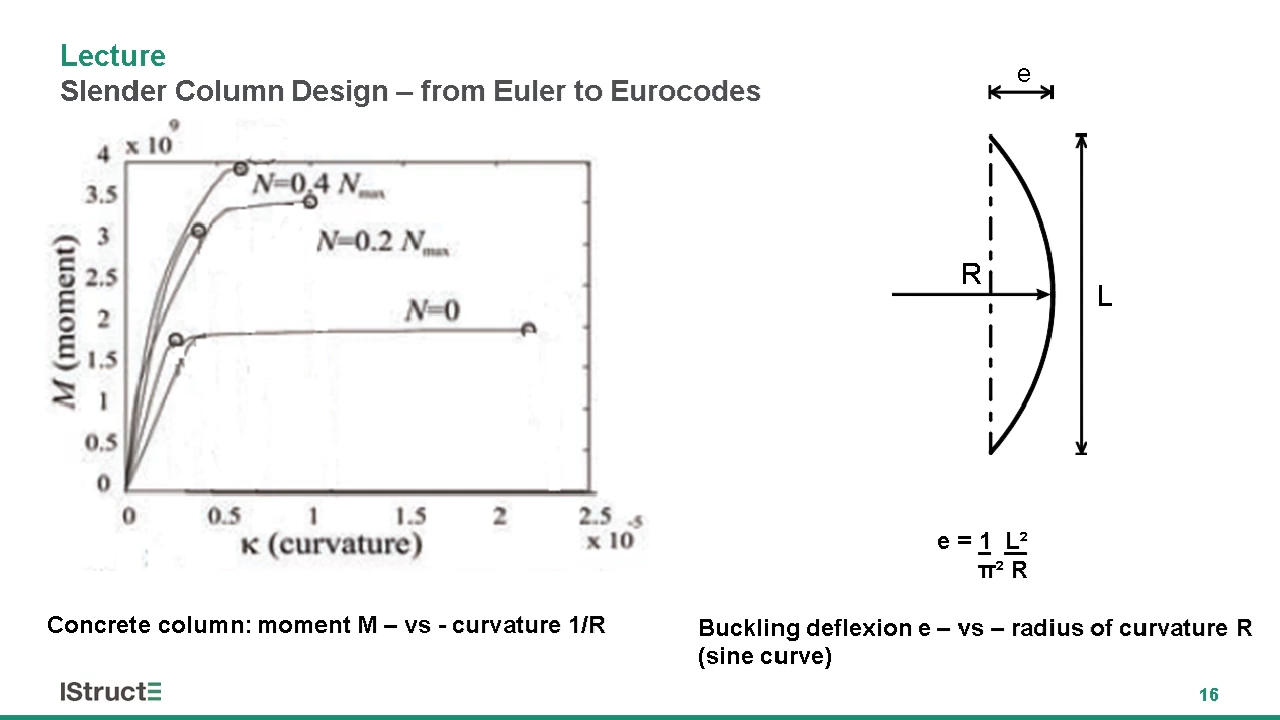 Lecture
Slender Column Design – from Euler to Eurocodes
e
x 10⁹
4
3.5
3
2.5
2
1.5
1
0.5
0
M (moment)
N=0.4 Nmax
N=0.2 Nmax
N=0
0 0.5 1 1.5 2 2.5
κ (curvature)
x 10⁻⁵
R
L
e = 1 L²
π² R
Concrete column: moment M – vs - curvature 1/R
Buckling deflexion e – vs – radius of curvature R
(sine curve)
IStructE
16